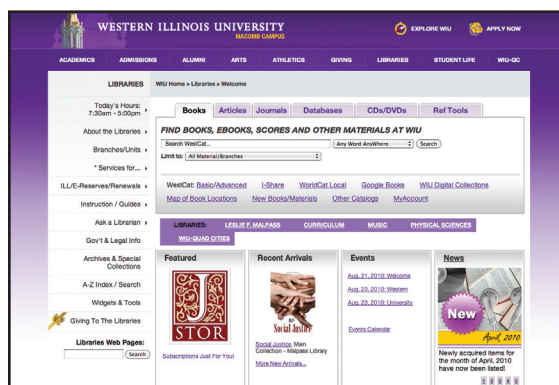 WESTERN ILLINOIS UNIVERSITY
MACOMB CAMPUS
EXPLORE WIU
APPLY NOW
ACADEMICS ADMISSIONS ALUMNI ARTS ATHLETICS GIVING LIBRARIES STUDENT LIFE WIU-QC
LIBRARIES
WIU Home > Libraries > Welcome
Today's Hours:
7:30am - 5:00pm
About the Libraries
Branches/Units
* Services for...
ILL/E-Reserves/Renewals
Instruction / Guides
Ask a Librarian
Gov't & Legal Info
Archives & Special
Collections
A-Z Index / Search
Widgets & Tools
Giving To The Libraries
Libraries Web Pages:
Search
Books Articles Journals Databases CDs/DVDs Ref Tools
FIND BOOKS, EBOOKS, SCORES AND OTHER MATERIALS AT WIU
Search WestCat... Any Word AnyWhere Search
Limit to: All Material/Branches
WestCat: Basic/Advanced I-Share WorldCat Local Google Books WIU Digital Collections
Map of Book Locations New Books/Materials Other Catalogs MyAccount
LIBRARIES: LESLIE F. MALPASS CURRICULUM MUSIC PHYSICAL SCIENCES
WIU-QUAD CITIES
Featured
JSTOR
Subscriptions Just For You!
Recent Arrivals
Social Justice
Social Justice, Main
Collection - Malpass Library
More New Arrivals...
Events
Aug. 21, 2010: Welcome
Aug. 23, 2010: Western
Aug. 23, 2010: University
Events Calendar
News
New
April, 2010
Newly acquired items for
the month of April, 2010
have now been listed!
1 2 3 4 5